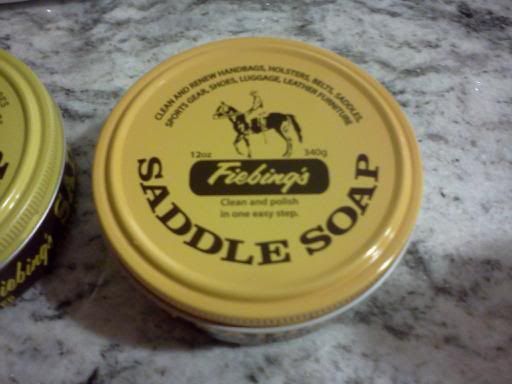 CLEAN AND RENEW HANDBAGS, HOLSTERS, BELTS, SADDLES,
SPORTS GEAR, SHOES, LUGGAGE, LEATHER FURNITURE
12oz 340g
Fiebing's
Clean and polish
in one easy step.
SADDLE SOAP
iebing's